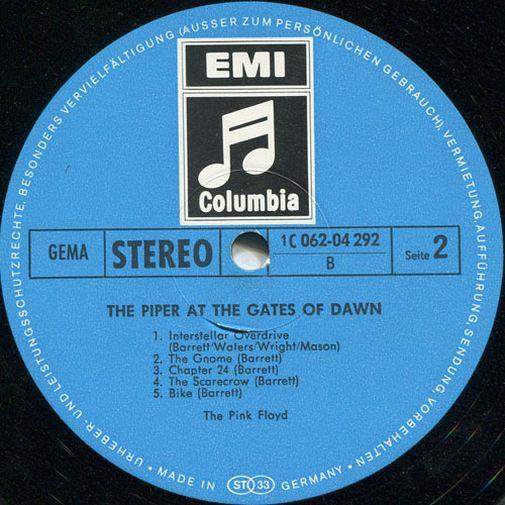 EMI
Columbia
GEMA
STEREO
1C 062-04 292
B
Seite 2
THE PIPER AT THE GATES OF DAWN
1. Interstellar Overdrive
(Barrett/Waters/Wright/Mason)
2. The Gnome (Barrett)
3. Chapter 24 (Barrett)
4. The Scarecrow (Barrett)
5. Bike (Barrett)
The Pink Floyd
URHEBER- UND LEISTUNGSSCHUTZRECHTE, BESONDERS VERVIELFÄLTIGUNG (AUSSER ZUM PERSÖNLICHEN GEBRAUCH), VERMIETUNG, AUFFÜHRUNG, SENDUNG, VORBEHALTEN
• MADE IN ST 33 GERMANY •